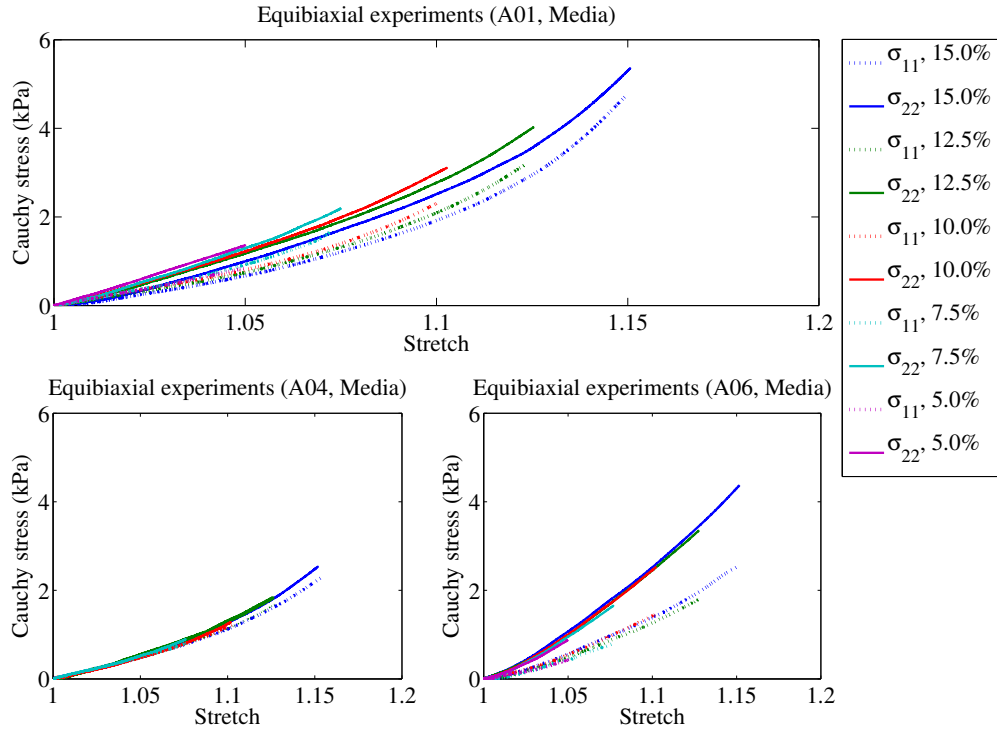 Equibiaxial experiments (A01, Media)
Cauchy stress (kPa)
6
4
2
0
1
1.05
1.1
1.15
1.2
Stretch
σ11, 15.0%
σ22, 15.0%
σ11, 12.5%
σ22, 12.5%
σ11, 10.0%
σ22, 10.0%
σ11, 7.5%
σ22, 7.5%
σ11, 5.0%
σ22, 5.0%
Equibiaxial experiments (A04, Media)
Cauchy stress (kPa)
6
4
2
0
1
1.05
1.1
1.15
1.2
Stretch
Equibiaxial experiments (A06, Media)
Cauchy stress (kPa)
6
4
2
0
1
1.05
1.1
1.15
1.2
Stretch